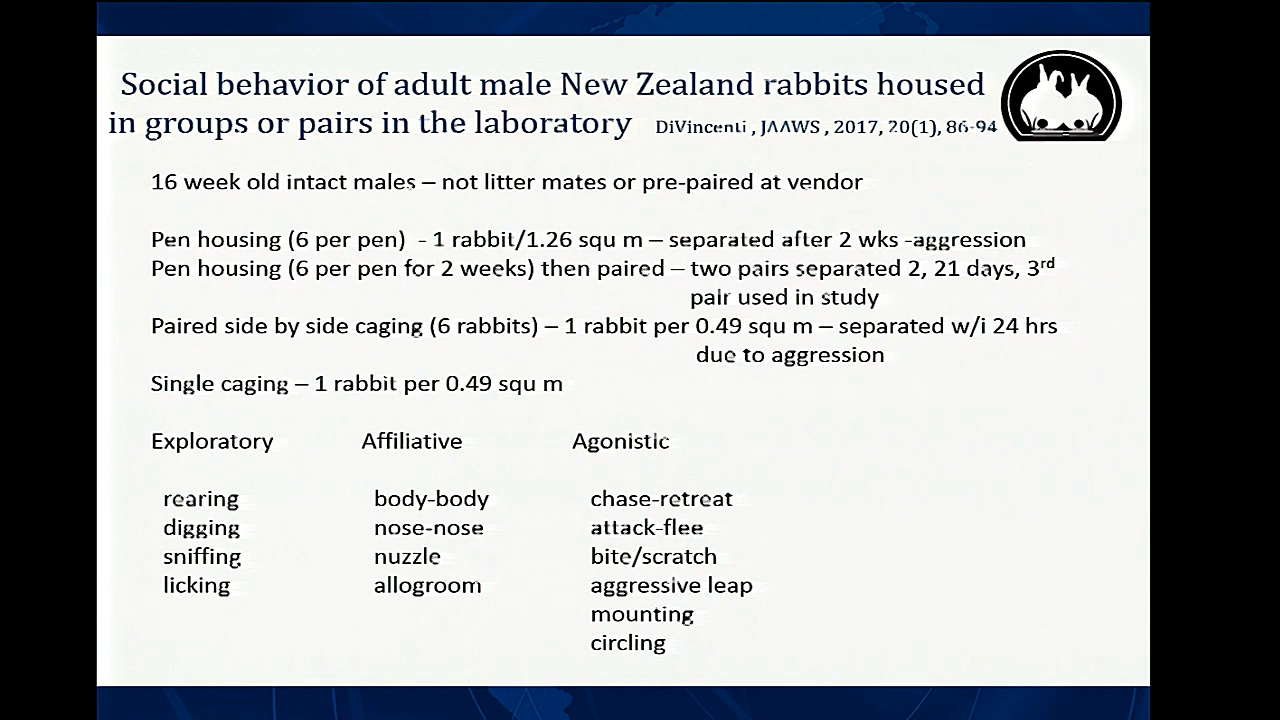 Social behavior of adult male New Zealand rabbits housed
in groups or pairs in the laboratory DiVincenti , JAAWS , 2017, 20(1), 86-94
16 week old intact males – not litter mates or pre-paired at vendor
Pen housing (6 per pen) - 1 rabbit/1.26 squ m – separated after 2 wks -aggression
Pen housing (6 per pen for 2 weeks) then paired – two pairs separated 2, 21 days, 3rd
pair used in study
Paired side by side caging (6 rabbits) – 1 rabbit per 0.49 squ m – separated w/i 24 hrs
due to aggression
Single caging – 1 rabbit per 0.49 squ m
Exploratory Affiliative Agonistic
rearing body-body chase-retreat
digging nose-nose attack-flee
sniffing nuzzle bite/scratch
licking allogroom aggressive leap
mounting
circling